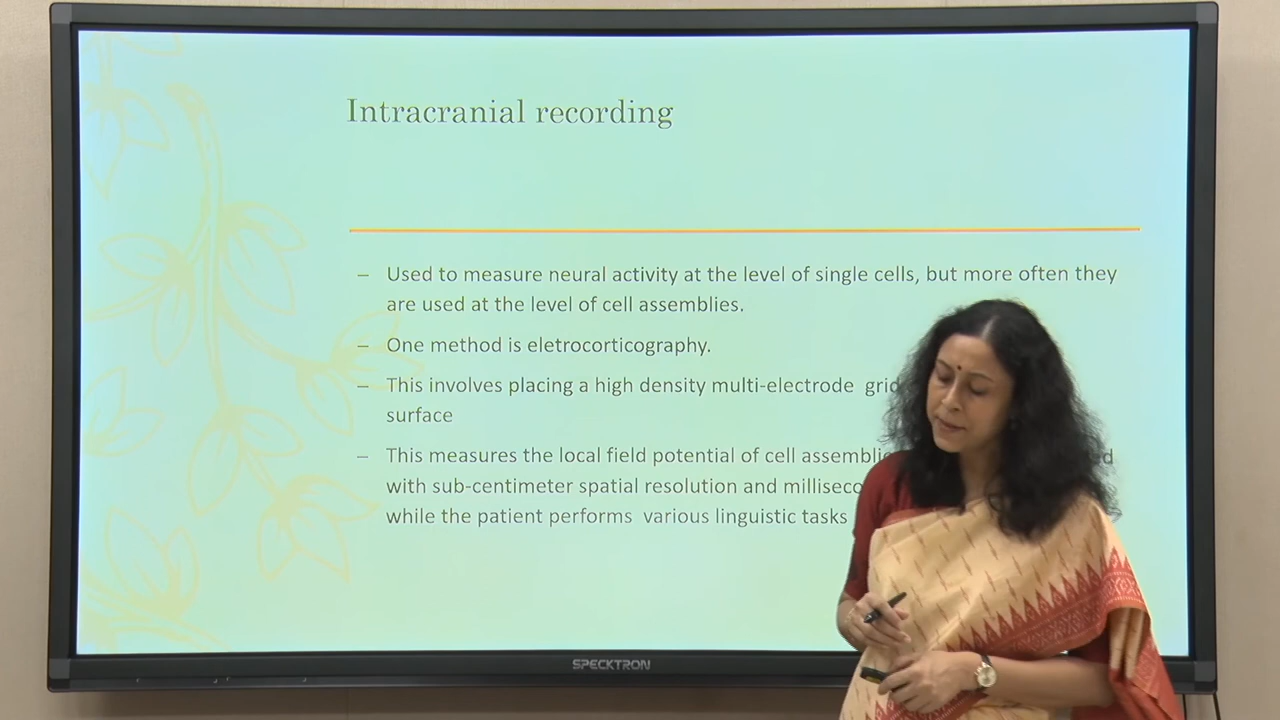 Intracranial recording
– Used to measure neural activity at the level of single cells, but more often they
are used at the level of cell assemblies.
– One method is eletrocorticography.
– This involves placing a high density multi-electrode grid
surface
– This measures the local field potential of cell
with sub-centimeter spatial resolution and
while the patient performs various linguistic tasks
SPECKTRON